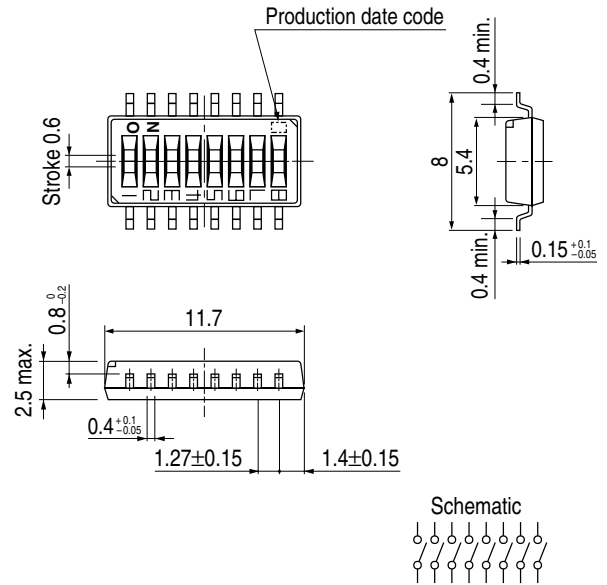 Production date code
ON
12345678
Stroke 0.6
0.4 min.
8
5.4
0.4 min.
0.15 +0.1 -0.05
0.8 0 -0.2
11.7
2.5 max.
0.4 +0.1 -0.05
1.27±0.15
1.4±0.15
Schematic